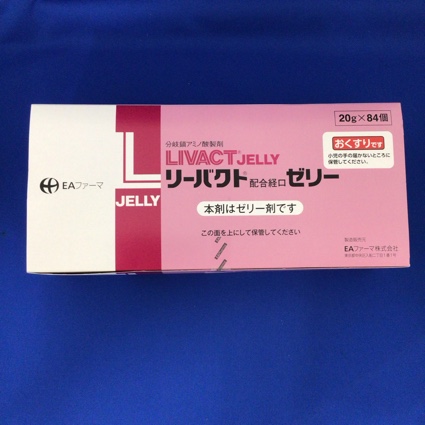 20g×84個
分岐鎖アミノ酸製剤
LIVACT® JELLY
リーバクト® 配合経口ゼリー
おくすりです
小児の手の届かないところに
保管してください
EAファーマ
L
JELLY
本剤はゼリー剤です
この面を上にして保管してください
製造販売元
EAファーマ株式会社